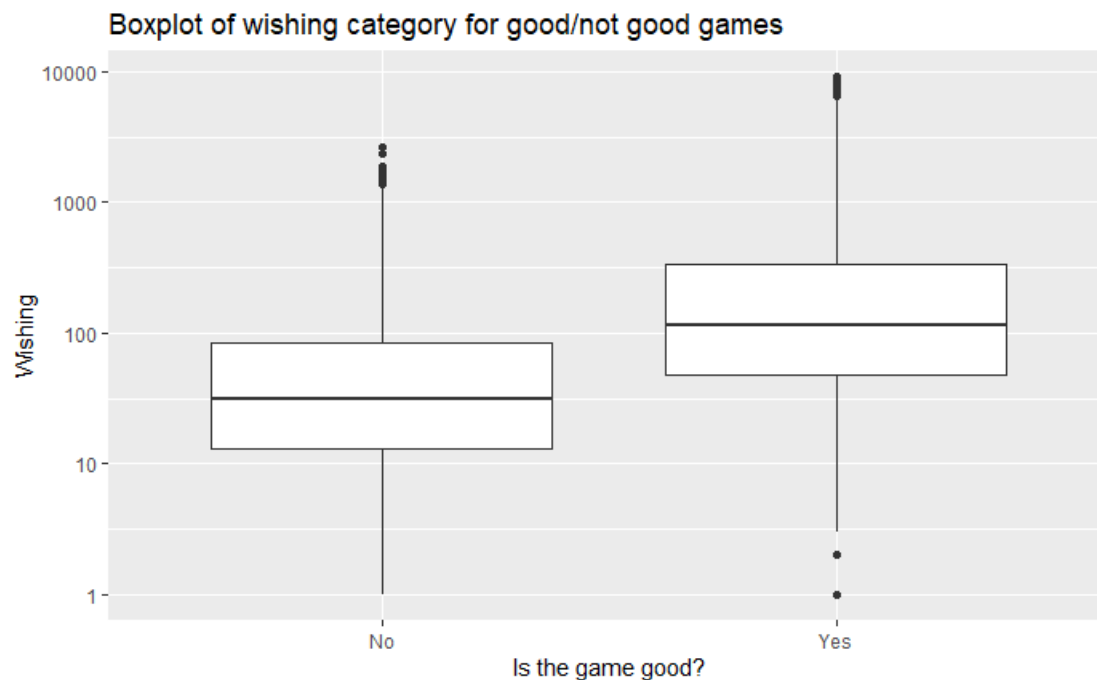 Boxplot of wishing category for good/not good games
10000
1000
100
10
1
Wishing
No
Yes
Is the game good?